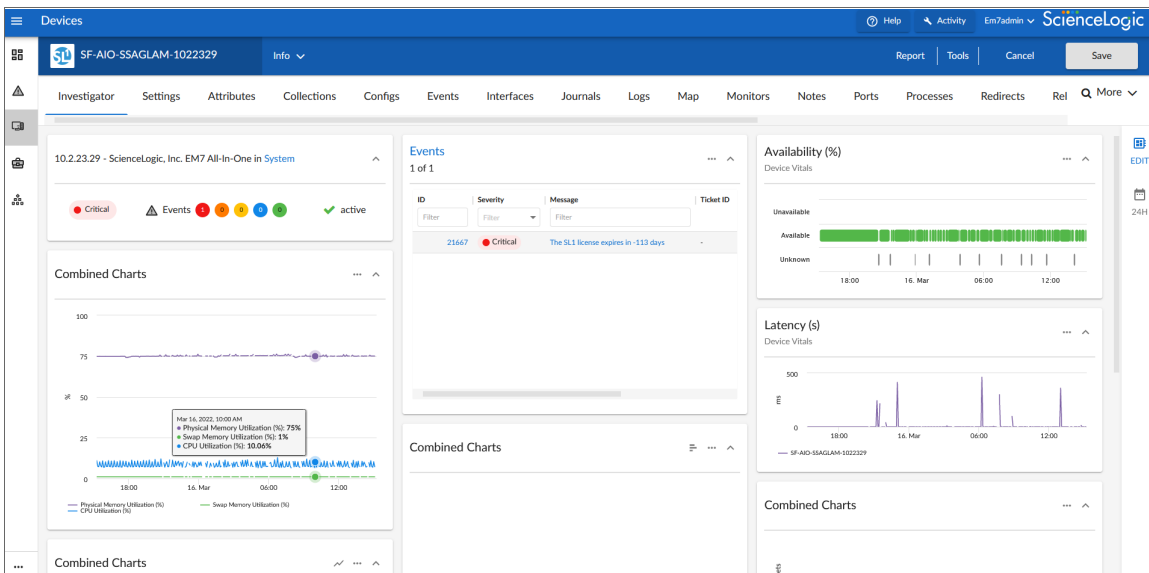 Devices
Help
Activity
Em7admin
ScienceLogic
SF-AIO-SSAGLAM-1022329
Info
Report
Tools
Cancel
Save
Investigator
Settings
Attributes
Collections
Configs
Events
Interfaces
Journals
Logs
Map
Monitors
Notes
Ports
Processes
Redirects
Rel
More
10.2.23.29 - ScienceLogic, Inc. EM7 All-In-One in System
Critical
Events 1 0 0 0 0
active
Combined Charts
100
75
50
25
0
%
Mar 16, 2022, 10:00 AM
Physical Memory Utilization (%): 75%
Swap Memory Utilization (%): 1%
CPU Utilization (%): 10.06%
18:00 16. Mar 06:00 12:00
Physical Memory Utilization (%) Swap Memory Utilization (%)
CPU Utilization (%)
Combined Charts
Events
1 of 1
ID Severity Message Ticket ID
Filter Filter Filter
21667 Critical The SL1 license expires in -113 days -
Combined Charts
Availability (%)
Device Vitals
Unavailable
Available
Unknown
18:00 16. Mar 06:00 12:00
Latency (s)
Device Vitals
500
ms
0
18:00 16. Mar 06:00 12:00
SF-AIO-SSAGLAM-1022329
Combined Charts
EDIT
24H